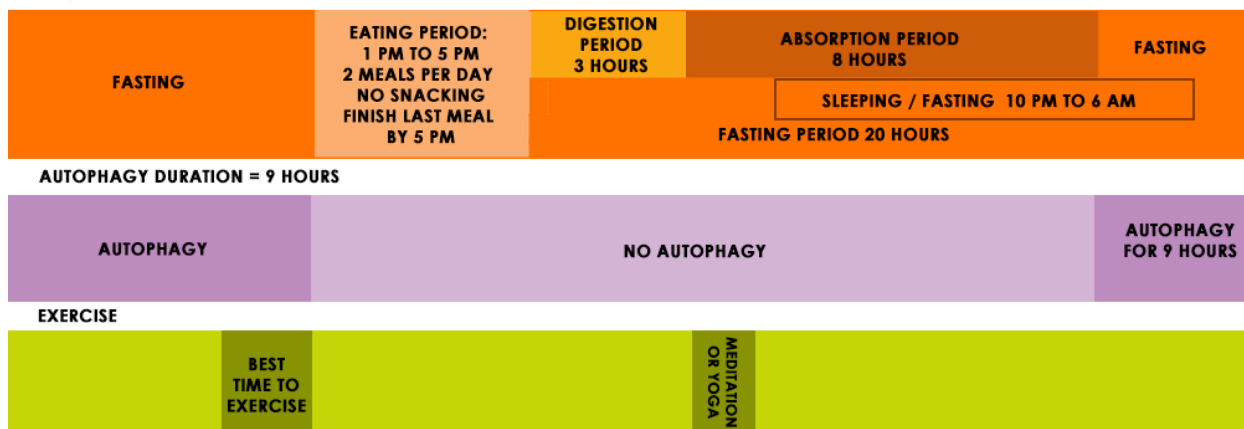 FASTING
EATING PERIOD:
1 PM TO 5 PM
2 MEALS PER DAY
NO SNACKING
FINISH LAST MEAL
BY 5 PM
DIGESTION
PERIOD
3 HOURS
ABSORPTION PERIOD
8 HOURS
FASTING
SLEEPING / FASTING 10 PM TO 6 AM
FASTING PERIOD 20 HOURS
AUTOPHAGY DURATION = 9 HOURS
AUTOPHAGY
NO AUTOPHAGY
AUTOPHAGY
FOR 9 HOURS
EXERCISE
BEST
TIME TO
EXERCISE
MEDITATION
OR YOGA